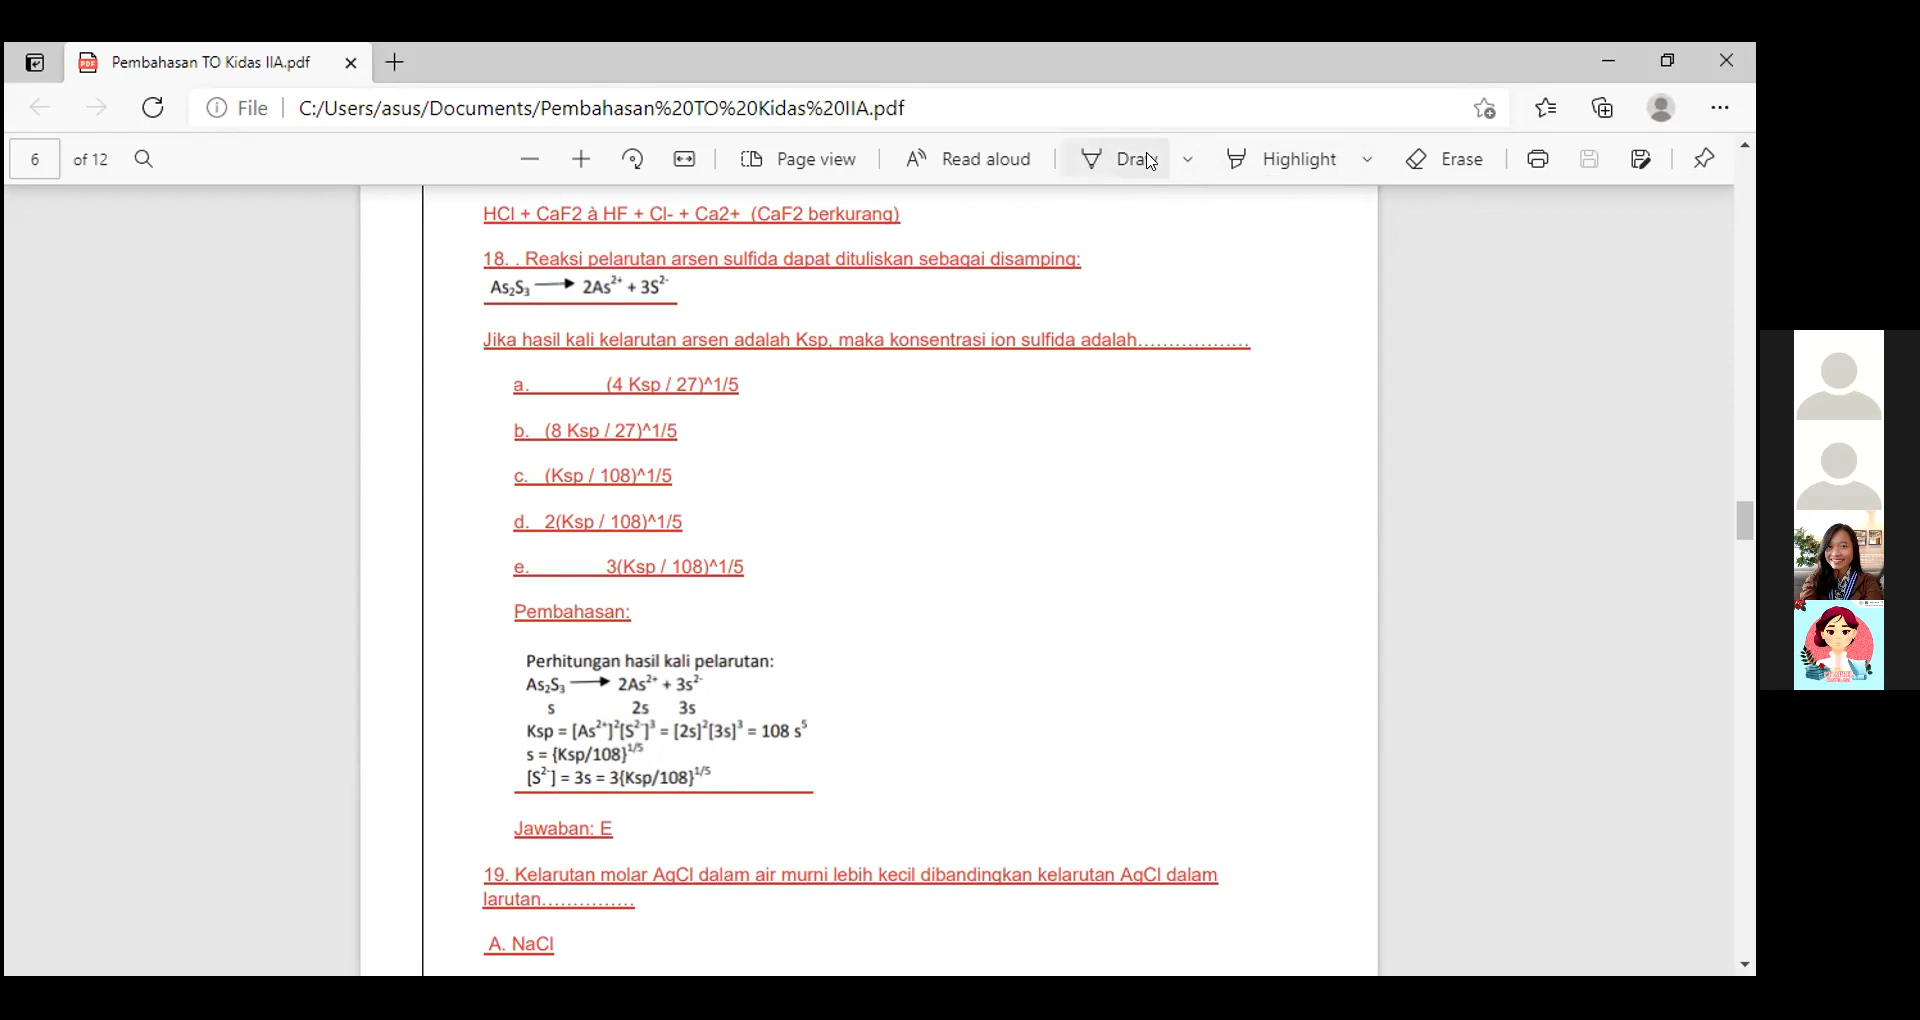 Pembahasan TO Kidas IIA.pdf
File C:/Users/asus/Documents/Pembahasan%20TO%20Kidas%20IIA.pdf
6 of 12 Page view Read aloud Draw Highlight Erase
HCl + CaF2 à HF + Cl- + Ca2+ (CaF2 berkurang)
18. . Reaksi pelarutan arsen sulfida dapat dituliskan sebagai disamping:
As₂S₃ ⟶ 2As²⁺ + 3S²⁻
Jika hasil kali kelarutan arsen adalah Ksp, maka konsentrasi ion sulfida adalah………………
a. (4 Ksp / 27)^1/5
b. (8 Ksp / 27)^1/5
c. (Ksp / 108)^1/5
d. 2(Ksp / 108)^1/5
e. 3(Ksp / 108)^1/5
Pembahasan:
Perhitungan hasil kali pelarutan:
As₂S₃ ⟶ 2As²⁺ + 3s²⁻
s 2s 3s
Ksp = [As²⁺]²[S²⁻]³ = [2s]²[3s]³ = 108 s⁵
s = {Ksp/108}¹/⁵
[S²⁻] = 3s = 3{Ksp/108}¹/⁵
Jawaban: E
19. Kelarutan molar AgCl dalam air murni lebih kecil dibandingkan kelarutan AgCl dalam
larutan……………
A. NaCl